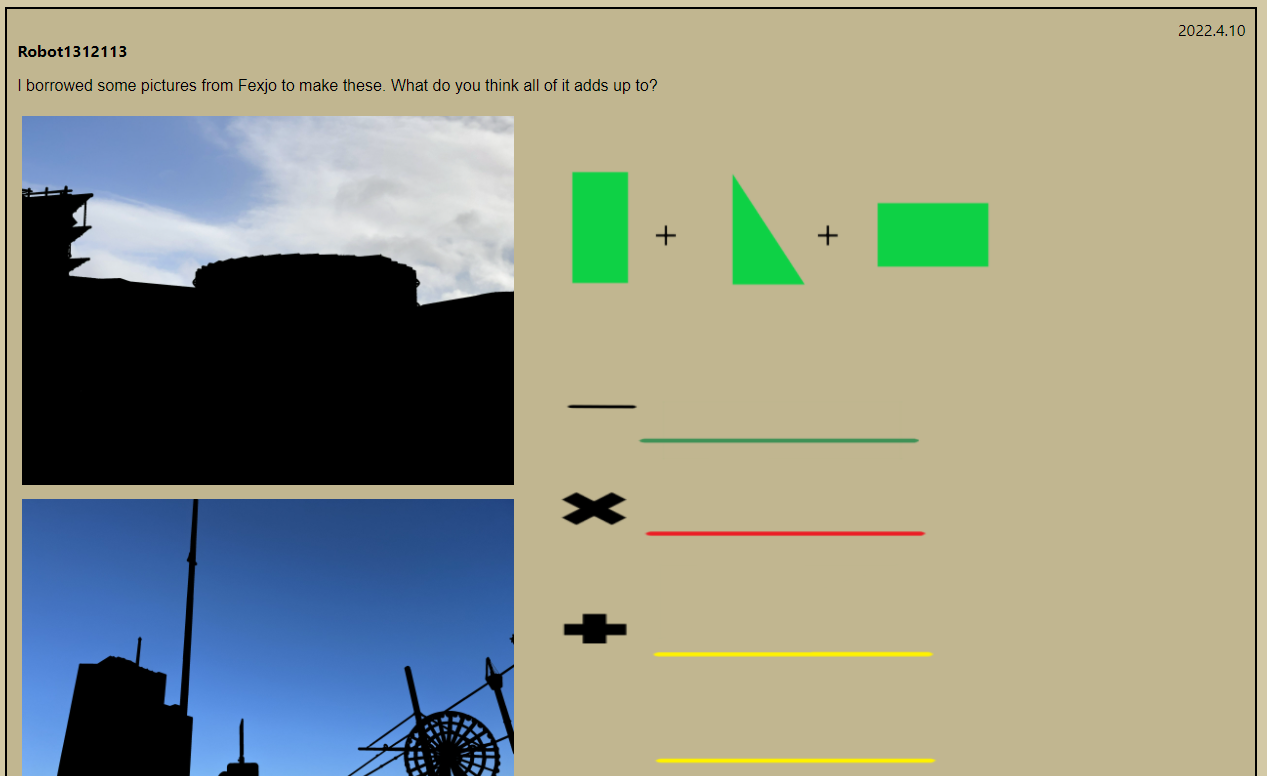 2022.4.10
Robot1312113
I borrowed some pictures from Fexjo to make these. What do you think all of it adds up to?
+ +